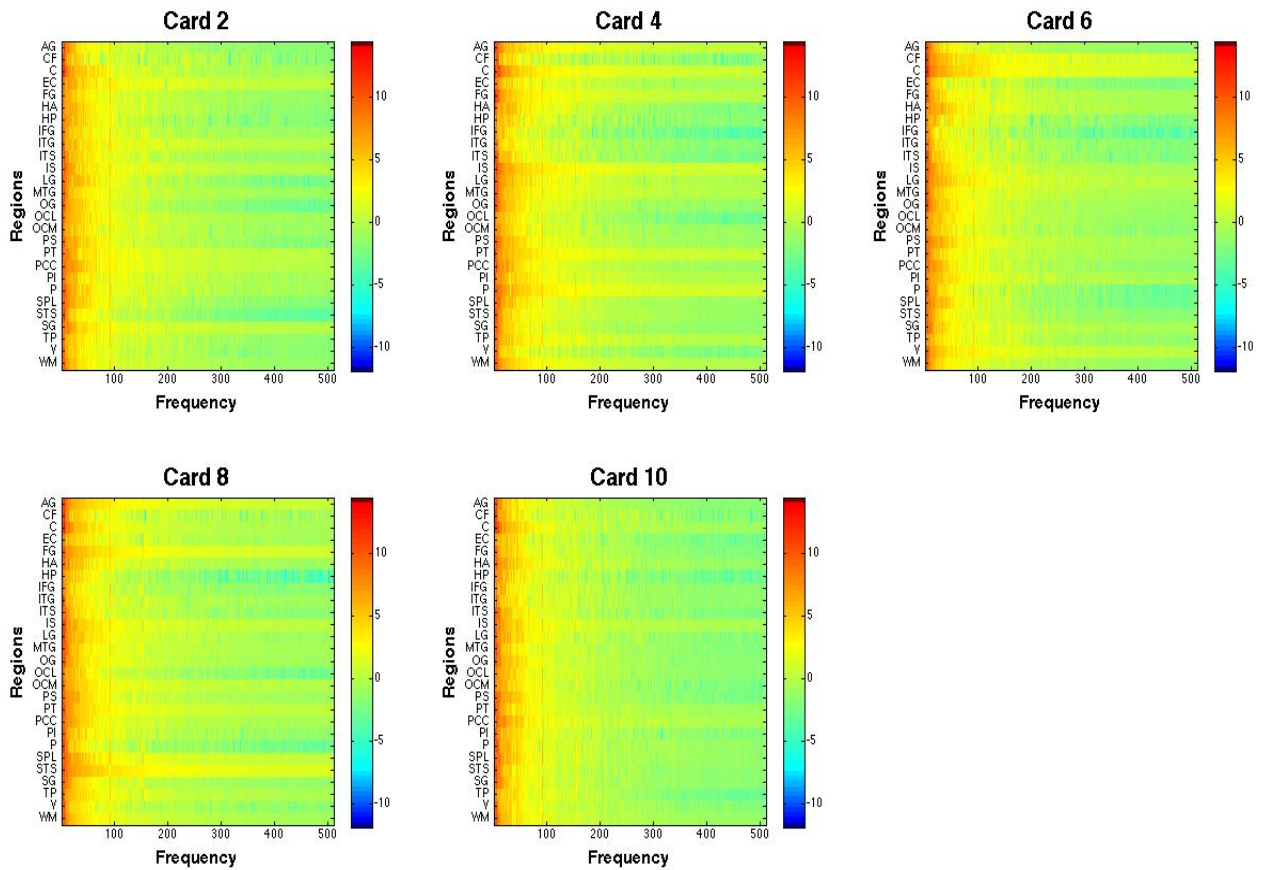 Card 2
AG
CF
C
EC
FG
HA
HP
IFG
ITG
ITS
IS
LG
MTG
OG
OCL
OCM
PS
PT
PCC
PI
P
SPL
STS
SG
TP
V
WM
Regions
100 200 300 400 500
Frequency
10
5
0
-5
-10
Card 4
AG
CF
C
EC
FG
HA
HP
IFG
ITG
ITS
IS
LG
MTG
OG
OCL
OCM
PS
PT
PCC
PI
P
SPL
STS
SG
TP
V
WM
Regions
100 200 300 400 500
Frequency
10
5
0
-5
-10
Card 6
AG
CF
C
EC
FG
HA
HP
IFG
ITG
ITS
IS
LG
MTG
OG
OCL
OCM
PS
PT
PCC
PI
P
SPL
STS
SG
TP
V
WM
Regions
100 200 300 400 500
Frequency
10
5
0
-5
-10
Card 8
AG
CF
C
EC
FG
HA
HP
IFG
ITG
ITS
IS
LG
MTG
OG
OCL
OCM
PS
PT
PCC
PI
P
SPL
STS
SG
TP
V
WM
Regions
100 200 300 400 500
Frequency
10
5
0
-5
-10
Card 10
AG
CF
C
EC
FG
HA
HP
IFG
ITG
ITS
IS
LG
MTG
OG
OCL
OCM
PS
PT
PCC
PI
P
SPL
STS
SG
TP
V
WM
Regions
100 200 300 400 500
Frequency
10
5
0
-5
-10